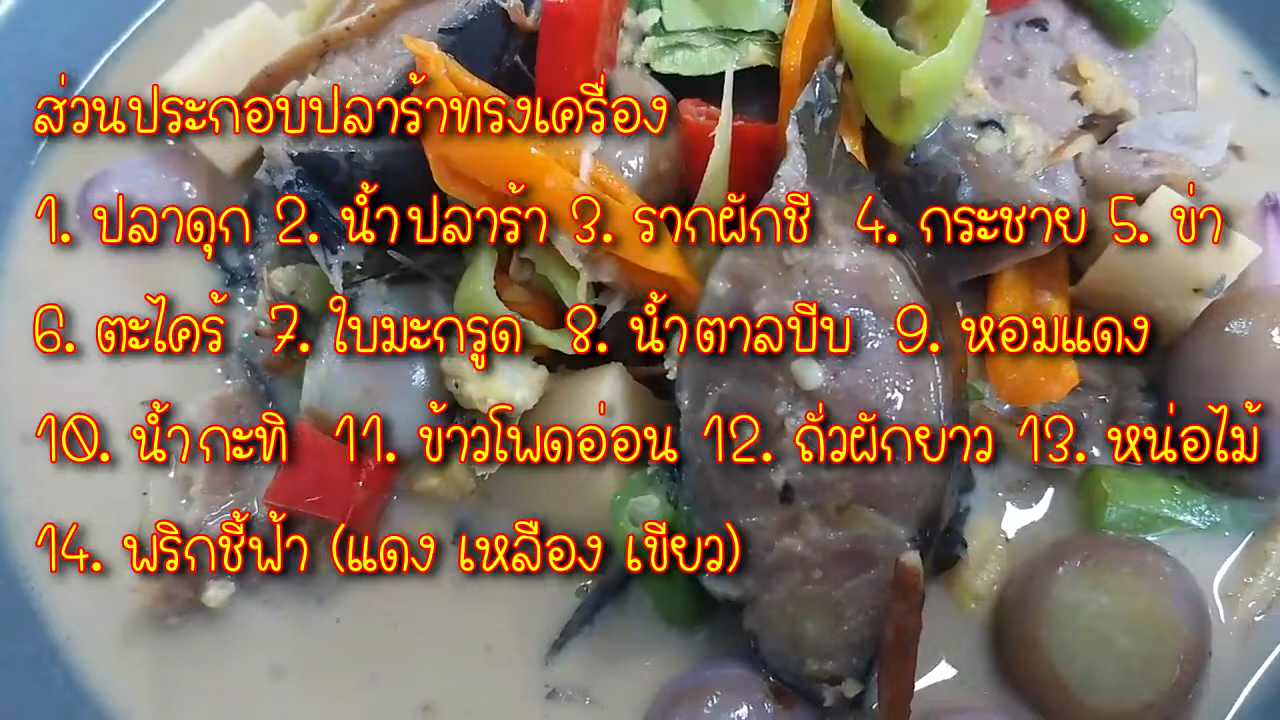 ส่วนประกอบปลาร้าทรงเครื่อง
1. ปลาดุก 2. น้ำปลาร้า 3. รากผักชี 4. กระชาย 5. ข่า
6. ตะไคร้ 7. ใบมะกรูด 8. น้ำตาลบีบ 9. หอมแดง
10. น้ำกะทิ 11. ข้าวโพดอ่อน 12. ถั่วผักยาว 13. หน่อไม้
14. พริกชี้ฟ้า (แดง เหลือง เขียว)